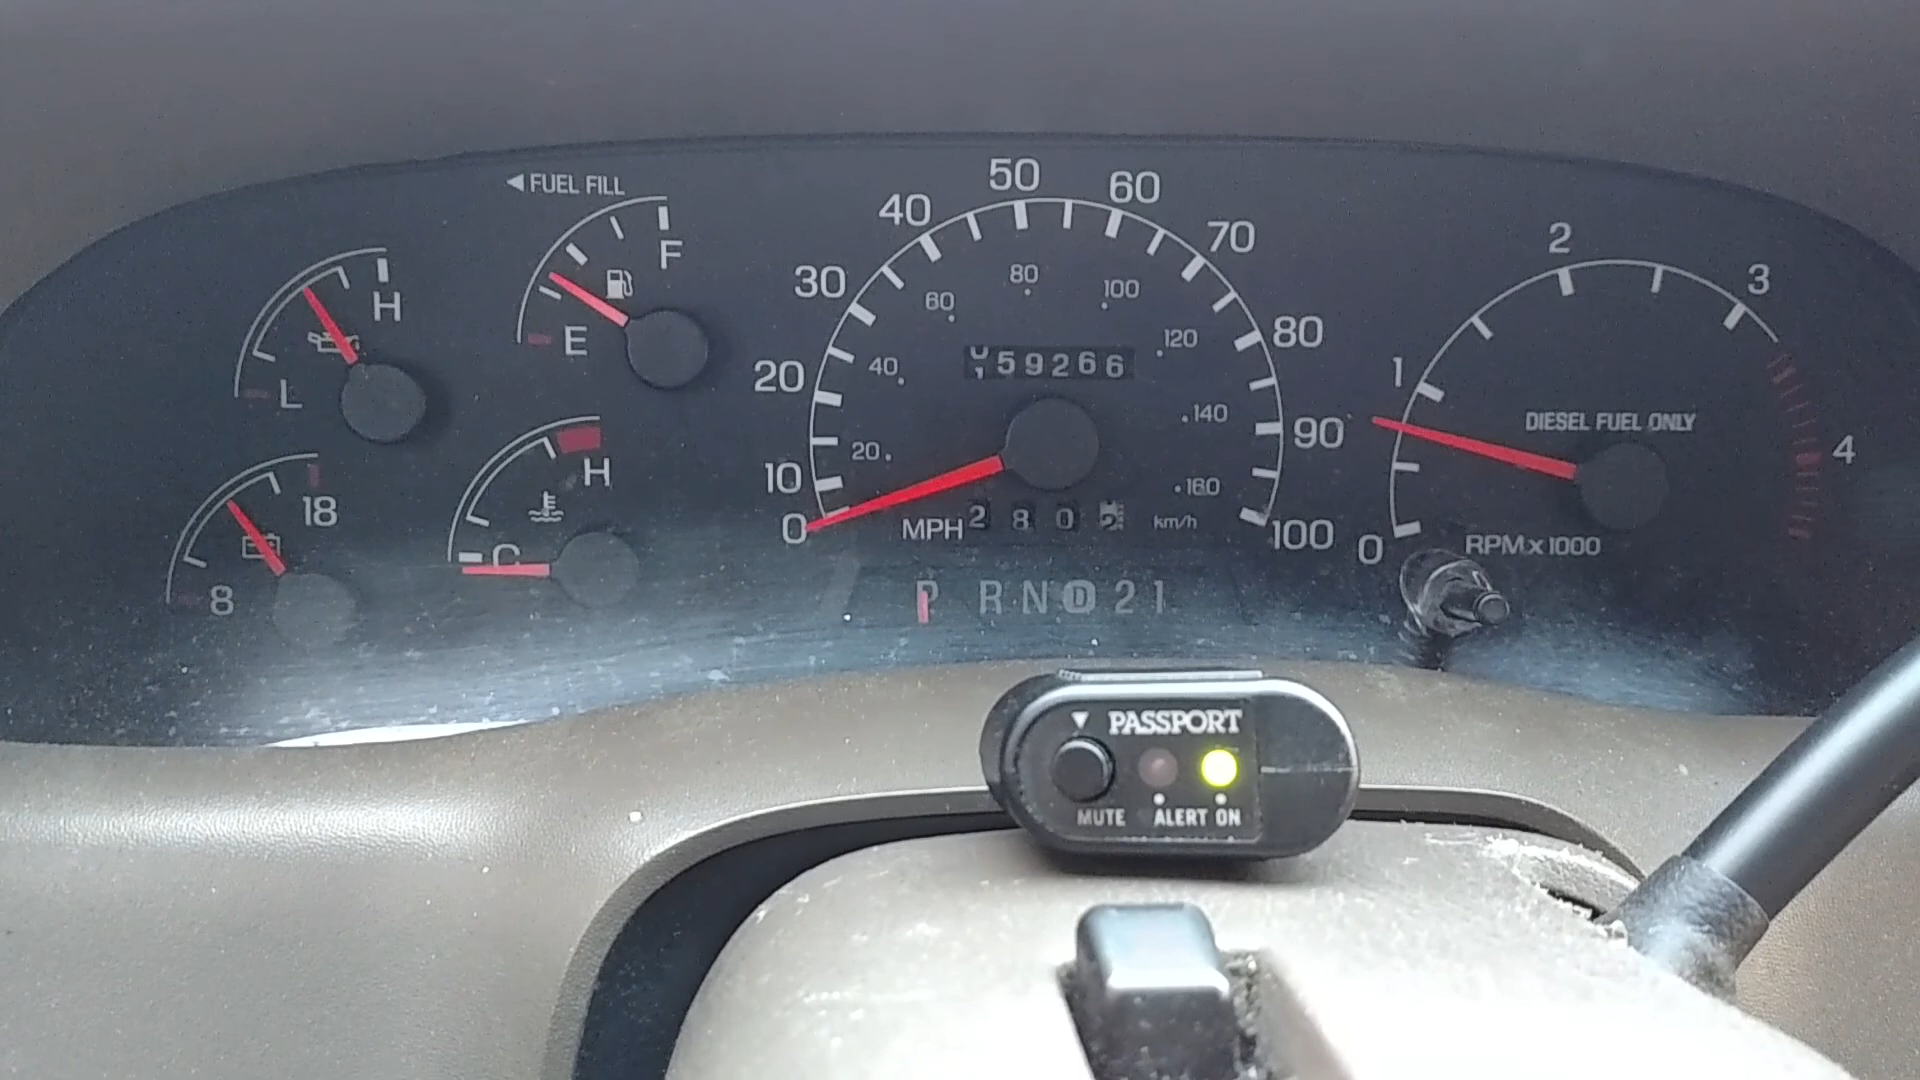 ◄ FUEL FILL
F
E
H
L
18
8
H
C
0
10
20
30
40
50
60
70
80
90
100
20
40
60
80
100
120
140
160
59266
MPH
2 8 0 2
km/h
P R N D 2 1
0
1
2
3
4
DIESEL FUEL ONLY
RPM x 1000
PASSPORT
MUTE ALERT ON